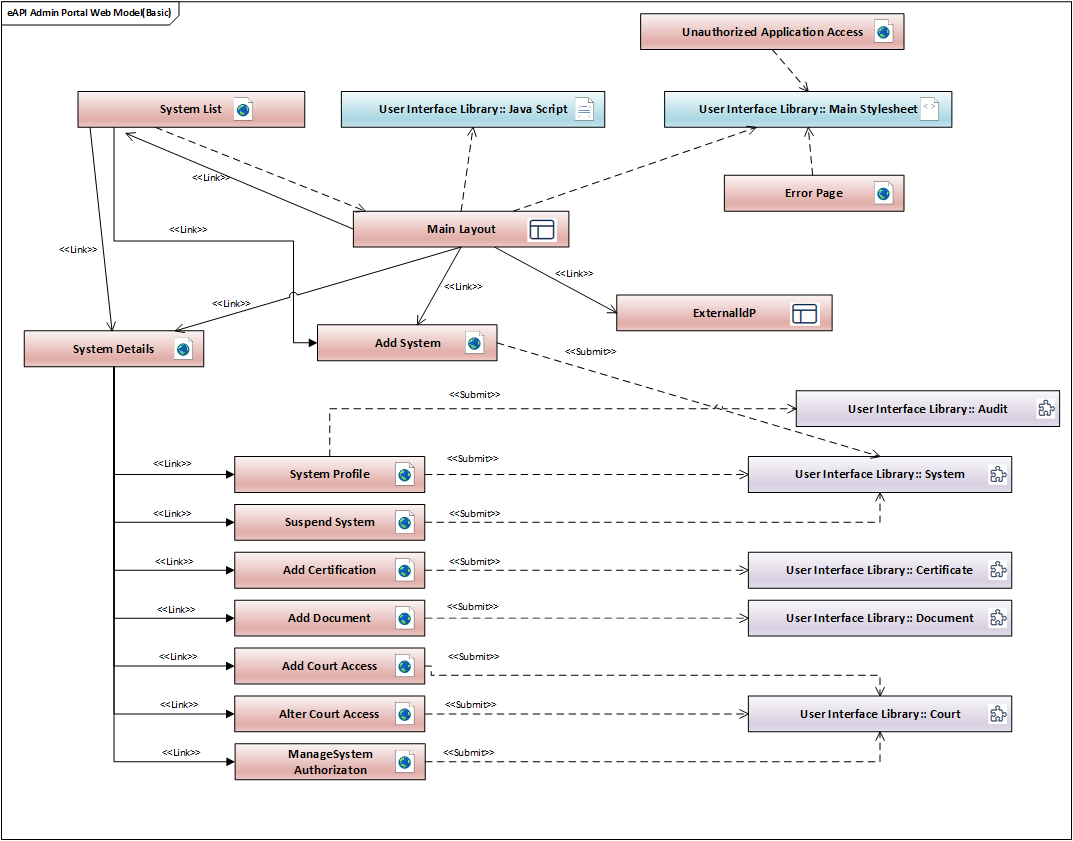 eAPI Admin Portal Web Model(Basic)
Unauthorized Application Access
System List
User Interface Library:: Java Script
User Interface Library:: Main Stylesheet
<<Link>>
Error Page
<<Link>>
Main Layout
<<Link>>
<<Link>>
<<Link>>
<<Link>>
ExternalIdP
System Details
Add System
<<Submit>>
<<Submit>>
User Interface Library:: Audit
<<Link>>
System Profile
<<Submit>>
User Interface Library:: System
<<Link>>
Suspend System
<<Submit>>
<<Link>>
Add Certification
<<Submit>>
User Interface Library:: Certificate
<<Link>>
Add Document
<<Submit>>
User Interface Library:: Document
<<Link>>
Add Court Access
<<Submit>>
<<Link>>
Alter Court Access
<<Submit>>
User Interface Library:: Court
<<Link>>
ManageSystem
Authorizaton
<<Submit>>